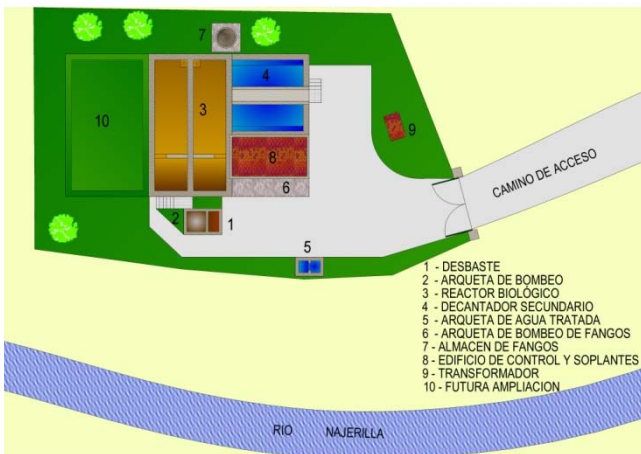 7
4
3
10
9
8
6
CAMINO DE ACCESO
2
1
5
1 - DESBASTE
2 - ARQUETA DE BOMBEO
3 - REACTOR BIOLÓGICO
4 - DECANTADOR SECUNDARIO
5 - ARQUETA DE AGUA TRATADA
6 - ARQUETA DE BOMBEO DE FANGOS
7 - ALMACEN DE FANGOS
8 - EDIFICIO DE CONTROL Y SOPLANTES
9 - TRANSFORMADOR
10 - FUTURA AMPLIACION
RIO NAJERILLA